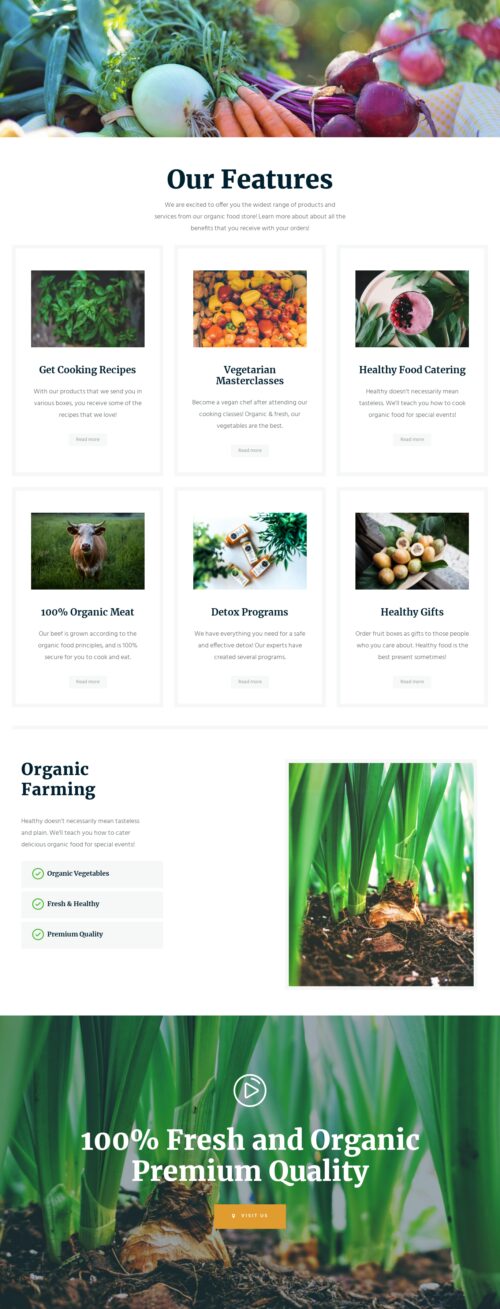 Our Features
We are excited to offer you the widest range of products and
services from our organic food store! Learn more about about all the
benefits that you receive with your orders!
Get Cooking Recipes
With our products that we send you in
various boxes, you receive some of the
recipes that we love!
Read more
Vegetarian
Masterclasses
Become a vegan chef after attending our
cooking classes! Organic & fresh, our
vegetables are the best.
Read more
Healthy Food Catering
Healthy doesn't necessarily mean
tasteless. We'll teach you how to cook
organic food for special events!
Read more
100% Organic Meat
Our beef is grown according to the
organic food principles, and is 100%
secure for you to cook and eat.
Read more
Detox Programs
We have everything you need for a safe
and effective detox! Our experts have
created several programs.
Read more
Healthy Gifts
Order fruit boxes as gifts to those people
who you care about. Healthy food is the
best present sometimes!
Read more
Organic
Farming
Healthy doesn't necessarily mean tasteless
and plain. We'll teach you how to cater
delicious organic food for special events!
Organic Vegetables
Fresh & Healthy
Premium Quality
100% Fresh and Organic
Premium Quality
VISIT US